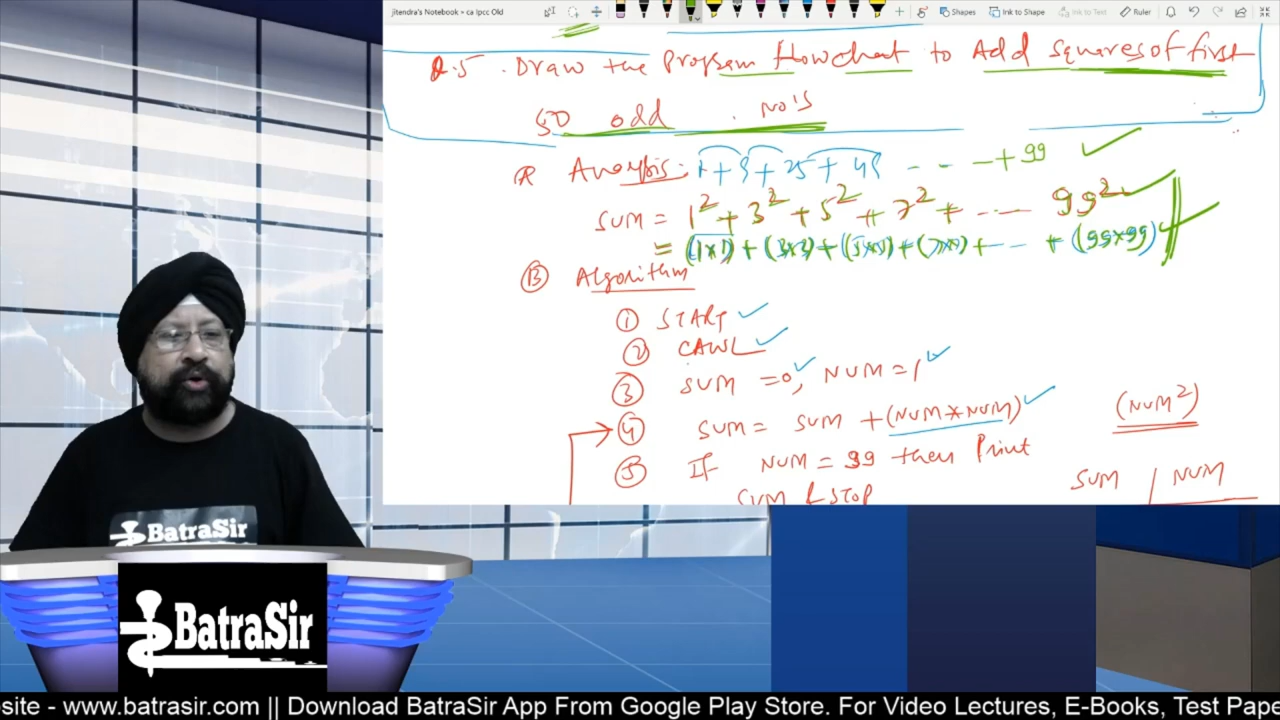 jitendra's Notebook > ca Ipcc Old
Shapes Ink to Shape Ink to Text Ruler
Q.5. Draw the Program flowchart to Add squares of first
50 odd No's
Analysis: 1 + 9 + 25 + 49 - - - + 99
SUM = 1² + 3² + 5² + 7² + ---- 99²
= (1×1) + (3×3) + (5×5) + (7×7) + - - - + (99×99)
B Algorithm
1 START
2 CAWL
3 SUM = 0, NUM = 1
4 SUM = SUM + (NUM*NUM) (NUM²)
5 If NUM = 99 then Print
SUM & STOP
SUM | NUM
BatraSir
BatraSir
site - www.batrasir.com || Download BatraSir App From Google Play Store. For Video Lectures, E-Books, Test Pape